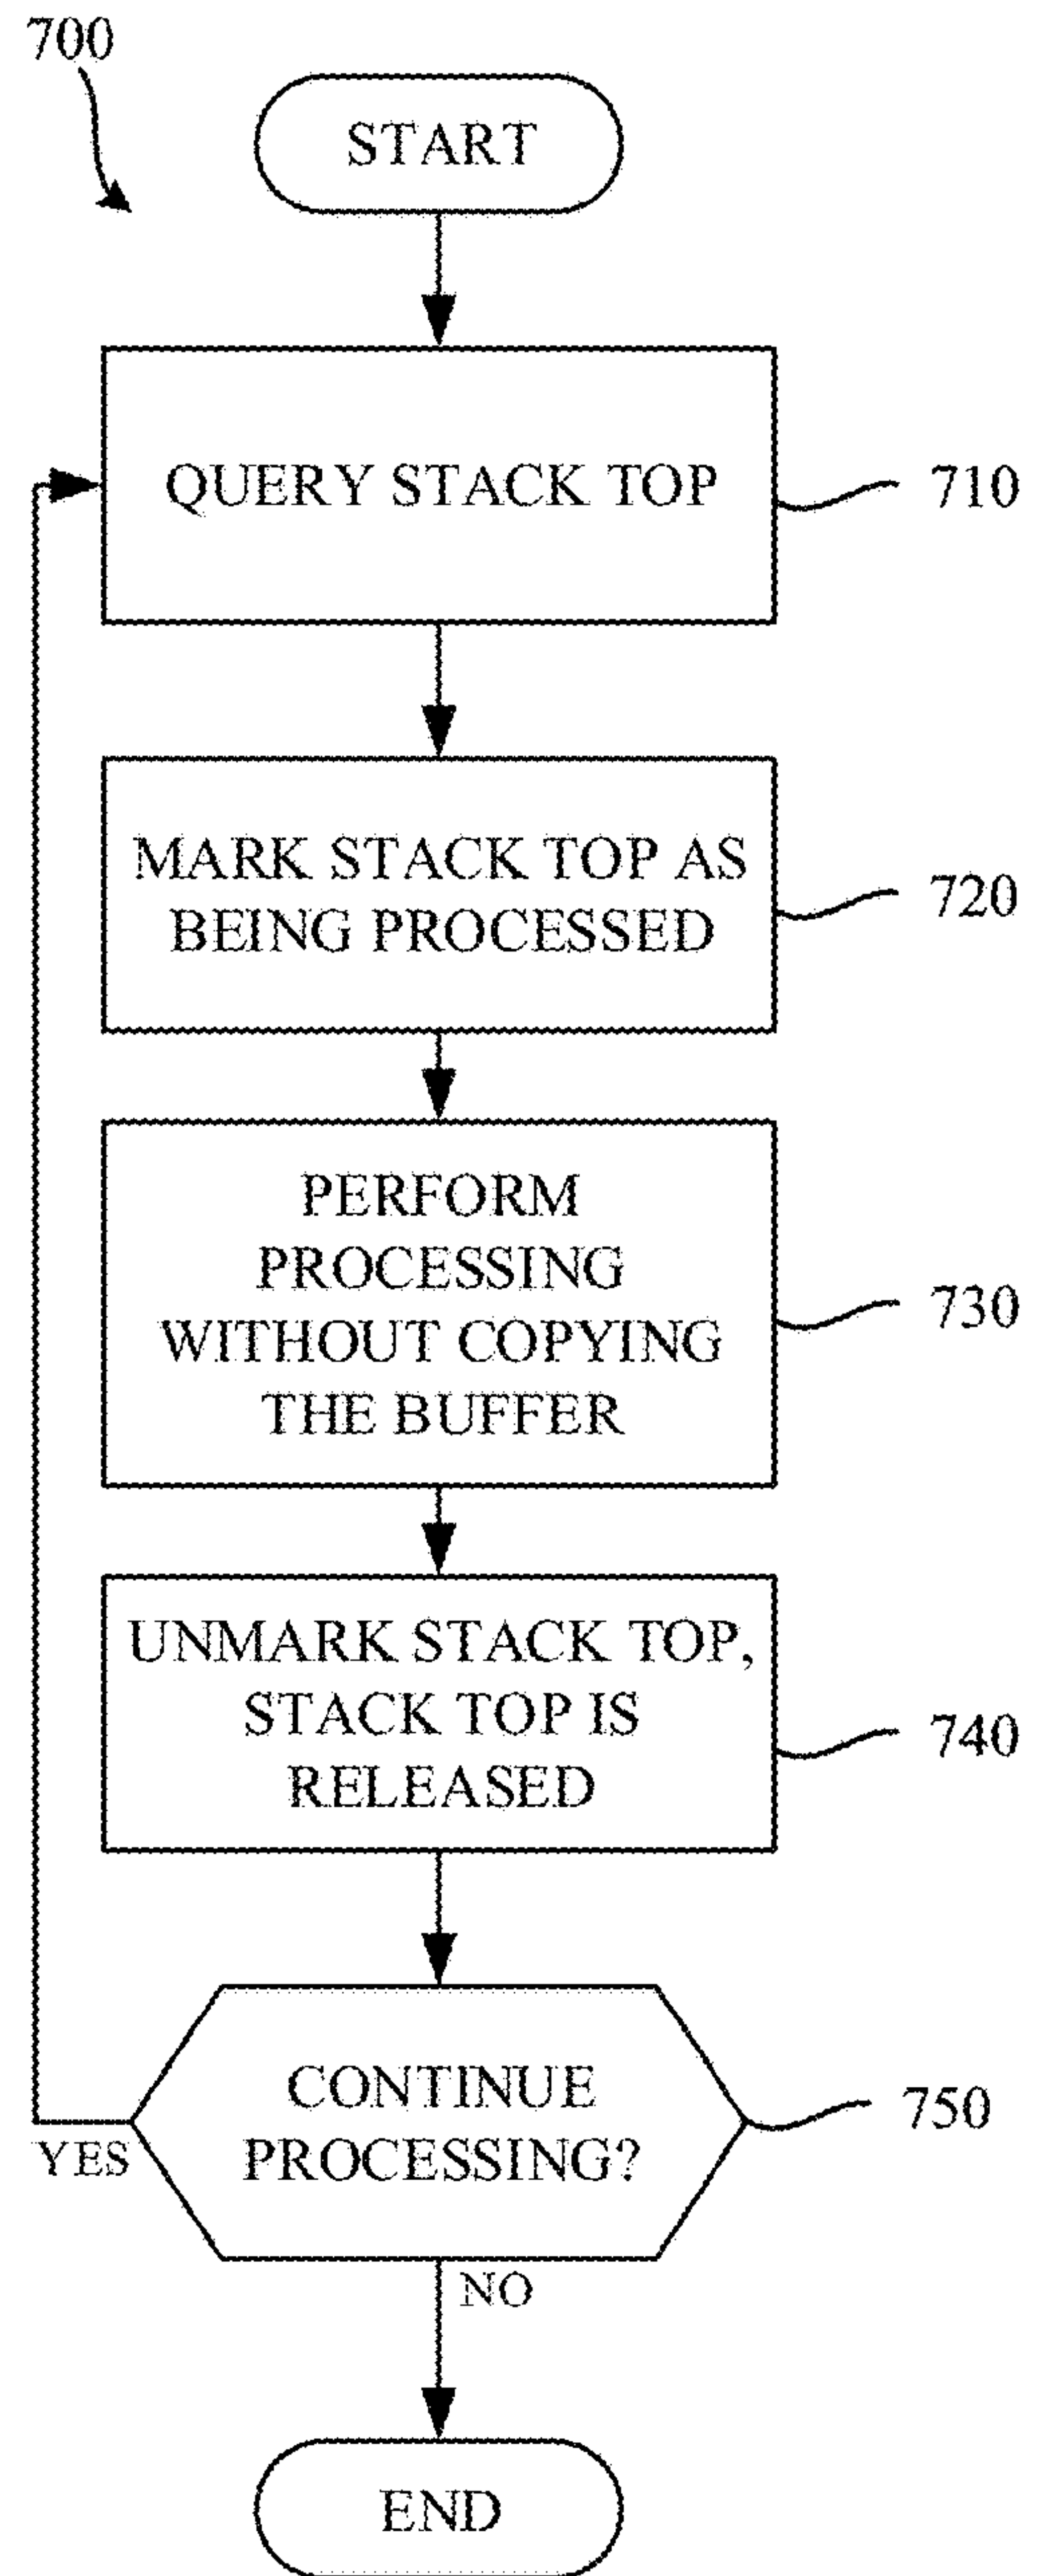 700
START
QUERY STACK TOP
710
MARK STACK TOP AS
BEING PROCESSED
720
PERFORM
PROCESSING
WITHOUT COPYING
THE BUFFER
730
UNMARK STACK TOP,
STACK TOP IS
RELEASED
740
CONTINUE
PROCESSING?
750
YES
NO
END